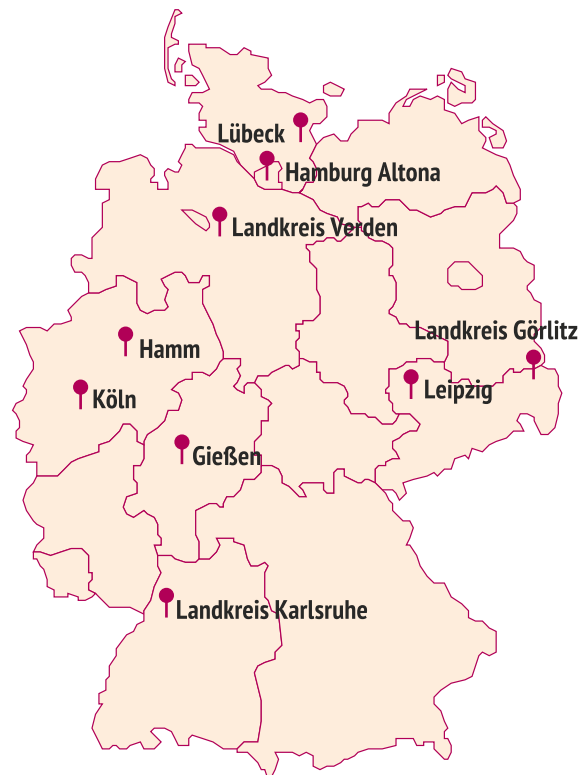 Lübeck
Hamburg Altona
Landkreis Verden
Landkreis Görlitz
Hamm
Leipzig
Köln
Gießen
Landkreis Karlsruhe